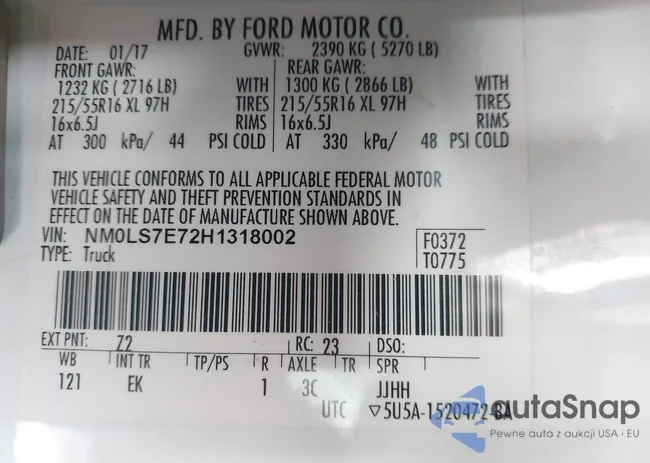 MFD. BY FORD MOTOR CO.
DATE: 01/17 GVWR: 2390 KG ( 5270 LB)
FRONT GAWR: REAR GAWR:
1232 KG ( 2716 LB) WITH 1300 KG ( 2866 LB) WITH
215/55R16 XL 97H TIRES 215/55R16 XL 97H TIRES
16x6.5J RIMS 16x6.5J RIMS
AT 300 kPa/ 44 PSI COLD AT 330 kPa/ 48 PSI COLD
THIS VEHICLE CONFORMS TO ALL APPLICABLE FEDERAL MOTOR
VEHICLE SAFETY AND THEFT PREVENTION STANDARDS IN
EFFECT ON THE DATE OF MANUFACTURE SHOWN ABOVE.
VIN: NM0LS7E72H1318002 F0372
TYPE: Truck T0775
EXT PNT: Z2 RC: 23 DSO:
WB INT TR TP/PS R AXLE TR SPR
121 EK 1 3C JJHH
UTC ▽5U5A-1520472-BA
autaSnap
Pewne auta z aukcji USA i EU